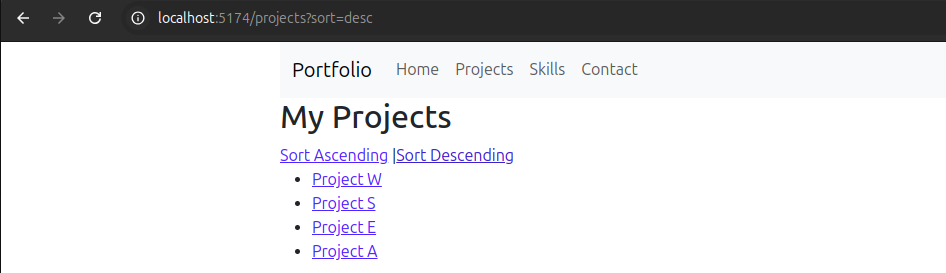 localhost:5174/projects?sort=desc
Portfolio Home Projects Skills Contact
My Projects
Sort Ascending |Sort Descending
• Project W
• Project S
• Project E
• Project A